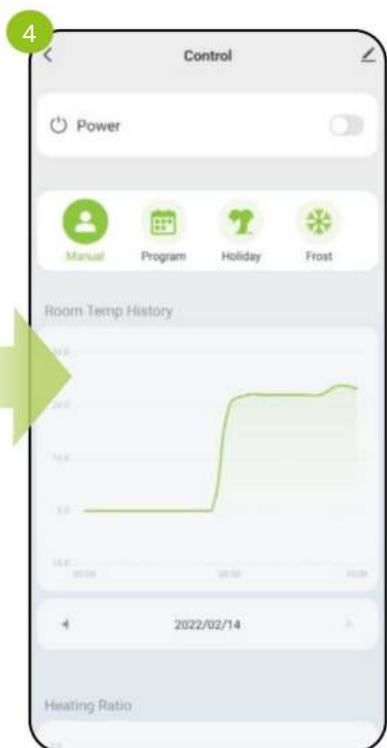 4
Control
Power
Manual Program Holiday Frost
Room Temp History
2022/02/14
Heating Ratio